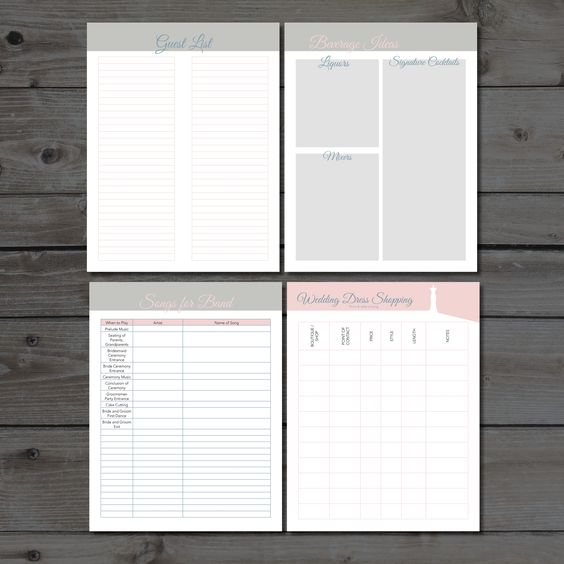 Guest List
Beverage Ideas
Liquors
Signature Cocktails
Mixers
Songs for Band
When to Play
Artist
Name of Song
Prelude Music
Seating of
Parents,
Grandparents
Bridesmaid
Ceremony
Entrance
Bride Ceremony
Entrance
Ceremony Music
Conclusion of
Ceremony
Groomsmen
Party Entrance
Cake Cutting
Bride and Groom
First Dance
Bride and Groom
Exit
Wedding Dress Shopping
BOUTIQUE /
SHOP
POINT OF
CONTACT
PRICE
STYLE
LENGTH
NOTES